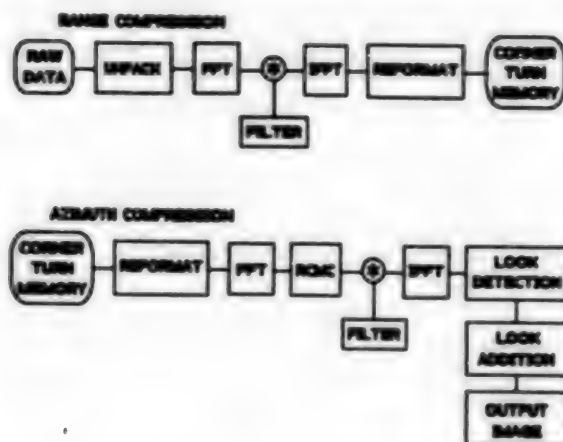 RANGE COMPRESSION
RAW
DATA
UNPACK
FFT
IFFT
REFORMAT
CORNER
TURN
MEMORY
FILTER
AZIMUTH COMPRESSION
CORNER
TURN
MEMORY
REFORMAT
FFT
RCMC
IFFT
LOOK
DETECTION
FILTER
LOOK
ADDITION
OUTPUT
IMAGE